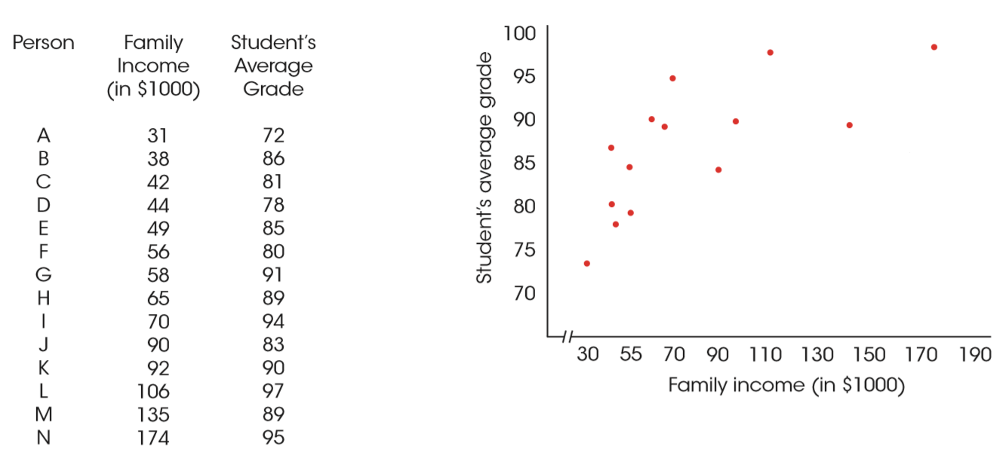 Person Family Student's
Income Average
(in $1000) Grade
A 31 72
B 38 86
C 42 81
D 44 78
E 49 85
F 56 80
G 58 91
H 65 89
I 70 94
J 90 83
K 92 90
L 106 97
M 135 89
N 174 95
Student's average grade
100
95
90
85
80
75
70
30 55 70 90 110 130 150 170 190
Family income (in $1000)